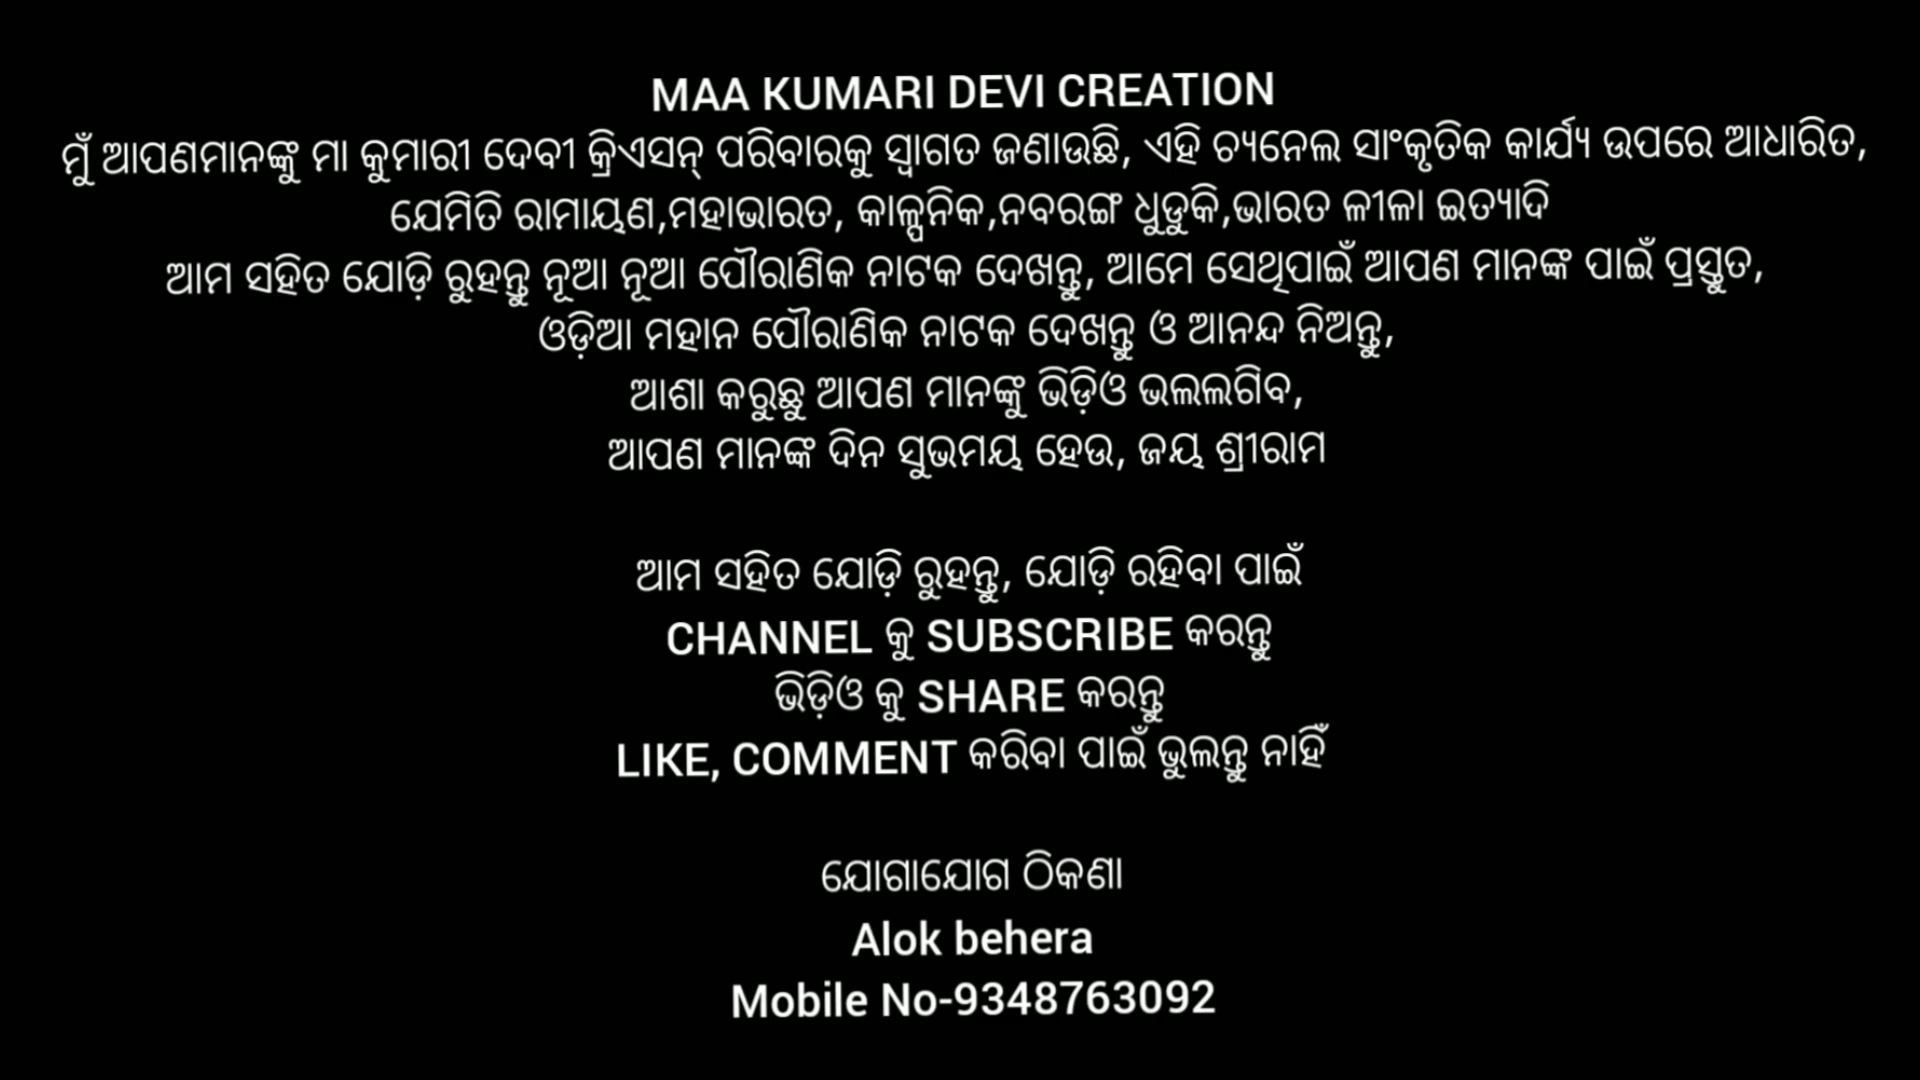 MAA KUMARI DEVI CREATION
ମୁଁ ଆପଣମାନଙ୍କୁ ମା କୁମାରୀ ଦେବୀ କ୍ରିଏସନ୍ ପରିବାରକୁ ସ୍ୱାଗତ ଜଣାଉଛି, ଏହି ଚ୍ୟନେଲ ସାଂକୃତିକ କାର୍ଯ୍ୟ ଉପରେ ଆଧାରିତ,
ଯେମିତି ରାମାୟଣ,ମହାଭାରତ, କାଳ୍ପନିକ,ନବରଙ୍ଗ ଧୁଡୁକି,ଭାରତ ଳୀଳା ଇତ୍ୟାଦି
ଆମ ସହିତ ଯୋଡ଼ି ରୁହନ୍ତୁ ନୂଆ ନୂଆ ପୌରାଣିକ ନାଟକ ଦେଖନ୍ତୁ, ଆମେ ସେଥିପାଇଁ ଆପଣ ମାନଙ୍କ ପାଇଁ ପ୍ରସ୍ତୁତ,
ଓଡ଼ିଆ ମହାନ ପୌରାଣିକ ନାଟକ ଦେଖନ୍ତୁ ଓ ଆନନ୍ଦ ନିଅନ୍ତୁ,
ଆଶା କରୁଛୁ ଆପଣ ମାନଙ୍କୁ ଭିଡ଼ିଓ ଭଲଲଗିବ,
ଆପଣ ମାନଙ୍କ ଦିନ ସୁଭମୟ ହେଉ, ଜୟ ଶ୍ରୀରାମ
ଆମ ସହିତ ଯୋଡ଼ି ରୁହନ୍ତୁ, ଯୋଡ଼ି ରହିବା ପାଇଁ
CHANNEL କୁ SUBSCRIBE କରନ୍ତୁ
ଭିଡ଼ିଓ କୁ SHARE କରନ୍ତୁ
LIKE, COMMENT କରିବା ପାଇଁ ଭୁଲନ୍ତୁ ନାହିଁ
ଯୋଗାଯୋଗ ଠିକଣା
Alok behera
Mobile No-9348763092